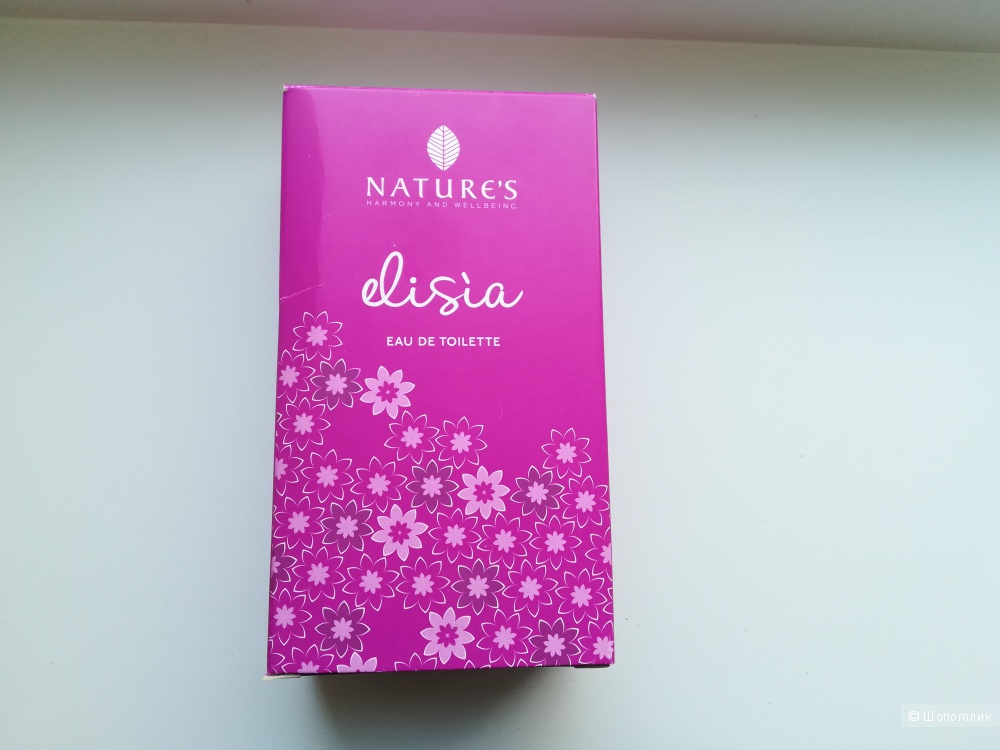 NATURE'S
HARMONY AND WELLBEING
elisìa
EAU DE TOILETTE
© Шопоголик